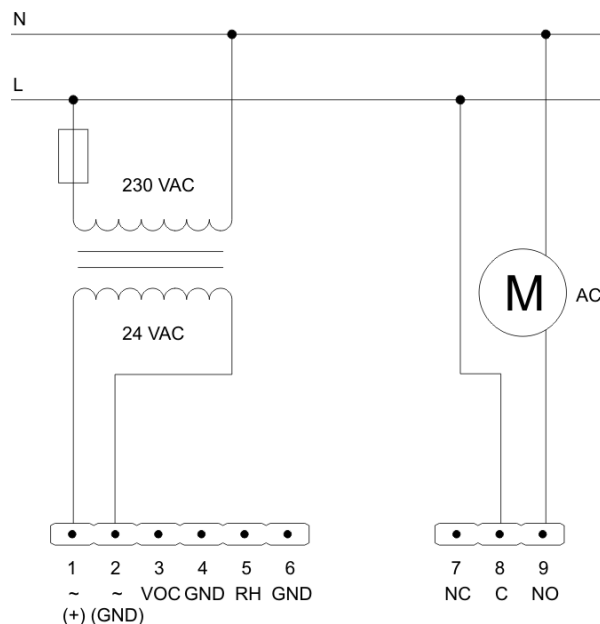 N
L
230 VAC
24 VAC
M
AC
1 2 3 4 5 6 7 8 9
~ ~ VOC GND RH GND NC C NO
(+) (GND)